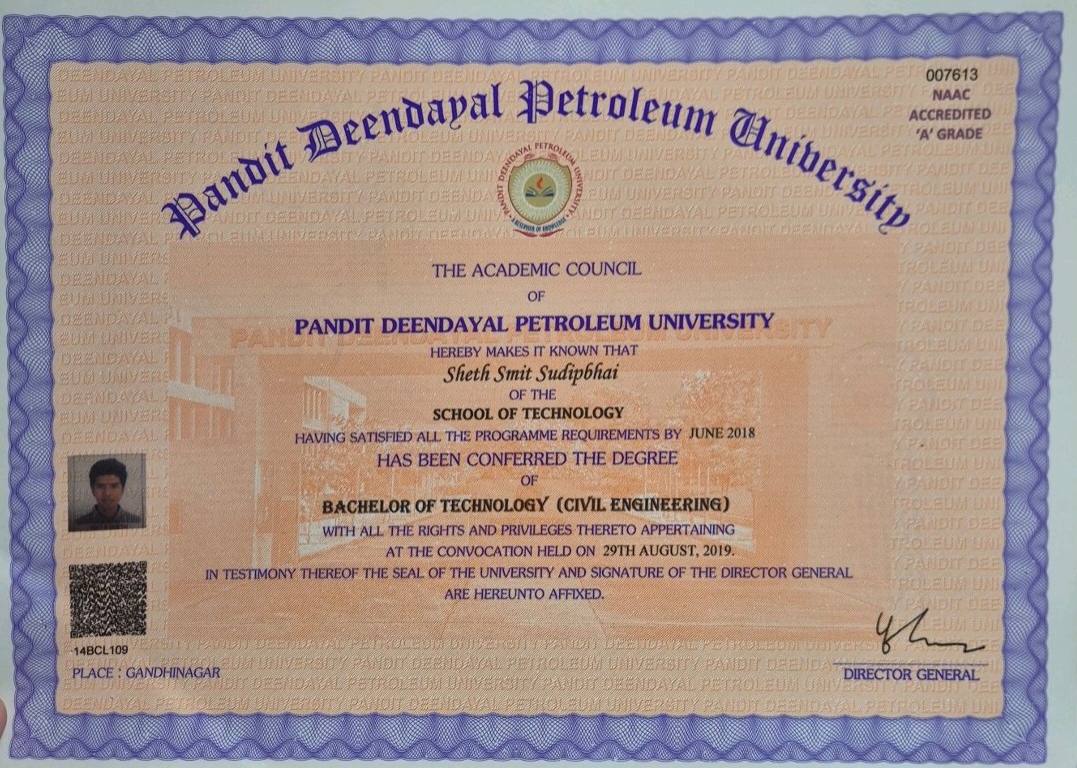 007613
NAAC
ACCREDITED
'A' GRADE
Pandit Deendayal Petroleum University
PANDIT DEENDAYAL PETROLEUM UNIVERSITY
THE ACADEMIC COUNCIL
OF
PANDIT DEENDAYAL PETROLEUM UNIVERSITY
HEREBY MAKES IT KNOWN THAT
Sheth Smit Sudipbhai
OF THE
SCHOOL OF TECHNOLOGY
HAVING SATISFIED ALL THE PROGRAMME REQUIREMENTS BY JUNE 2018
HAS BEEN CONFERRED THE DEGREE
OF
BACHELOR OF TECHNOLOGY (CIVIL ENGINEERING)
WITH ALL THE RIGHTS AND PRIVILEGES THERETO APPERTAINING
AT THE CONVOCATION HELD ON 29TH AUGUST, 2019.
IN TESTIMONY THEREOF THE SEAL OF THE UNIVERSITY AND SIGNATURE OF THE DIRECTOR GENERAL
ARE HEREUNTO AFFIXED.
14BCL109
PLACE : GANDHINAGAR
DIRECTOR GENERAL